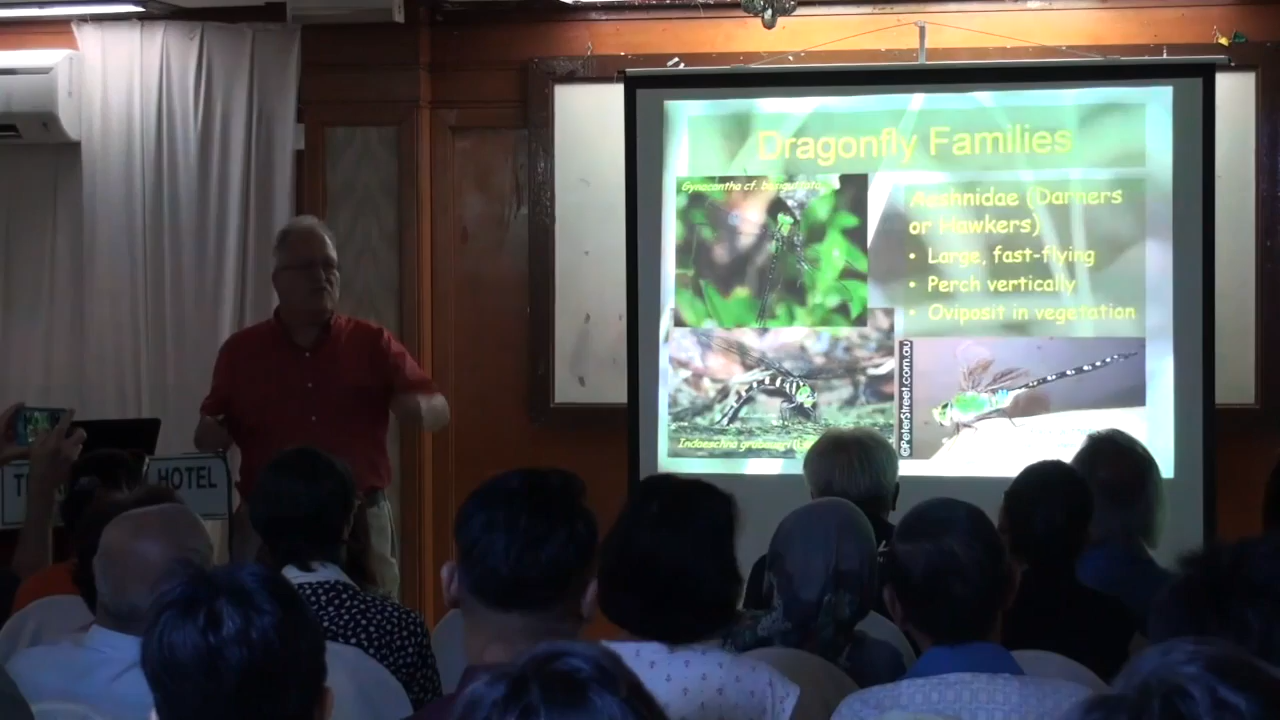 Dragonfly Families
Gynacantha cf.
Aeshnidae (Darners
or Hawkers)
• Large, fast-flying
• Perch vertically
• Oviposit in vegetation
©PeterStreet.com.au
Indaeschna grubaueri
HOTEL